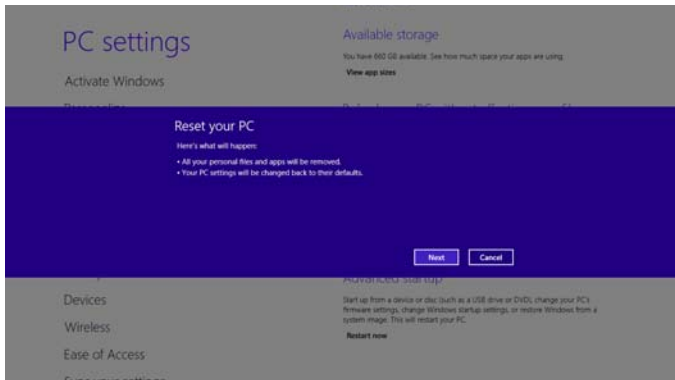 PC settings
Activate Windows
Available storage
You have 660 GB available. See how much space your apps are using.
View app sizes
Reset your PC
Here's what will happen:
• All your personal files and apps will be removed.
• Your PC settings will be changed back to their defaults.
Next
Cancel
Devices
Wireless
Ease of Access
Advanced startup
Start up from a device or disc (such as a USB drive or DVD), change your PC's
firmware settings, change Windows startup settings, or restore Windows from a
system image. This will restart your PC.
Restart now